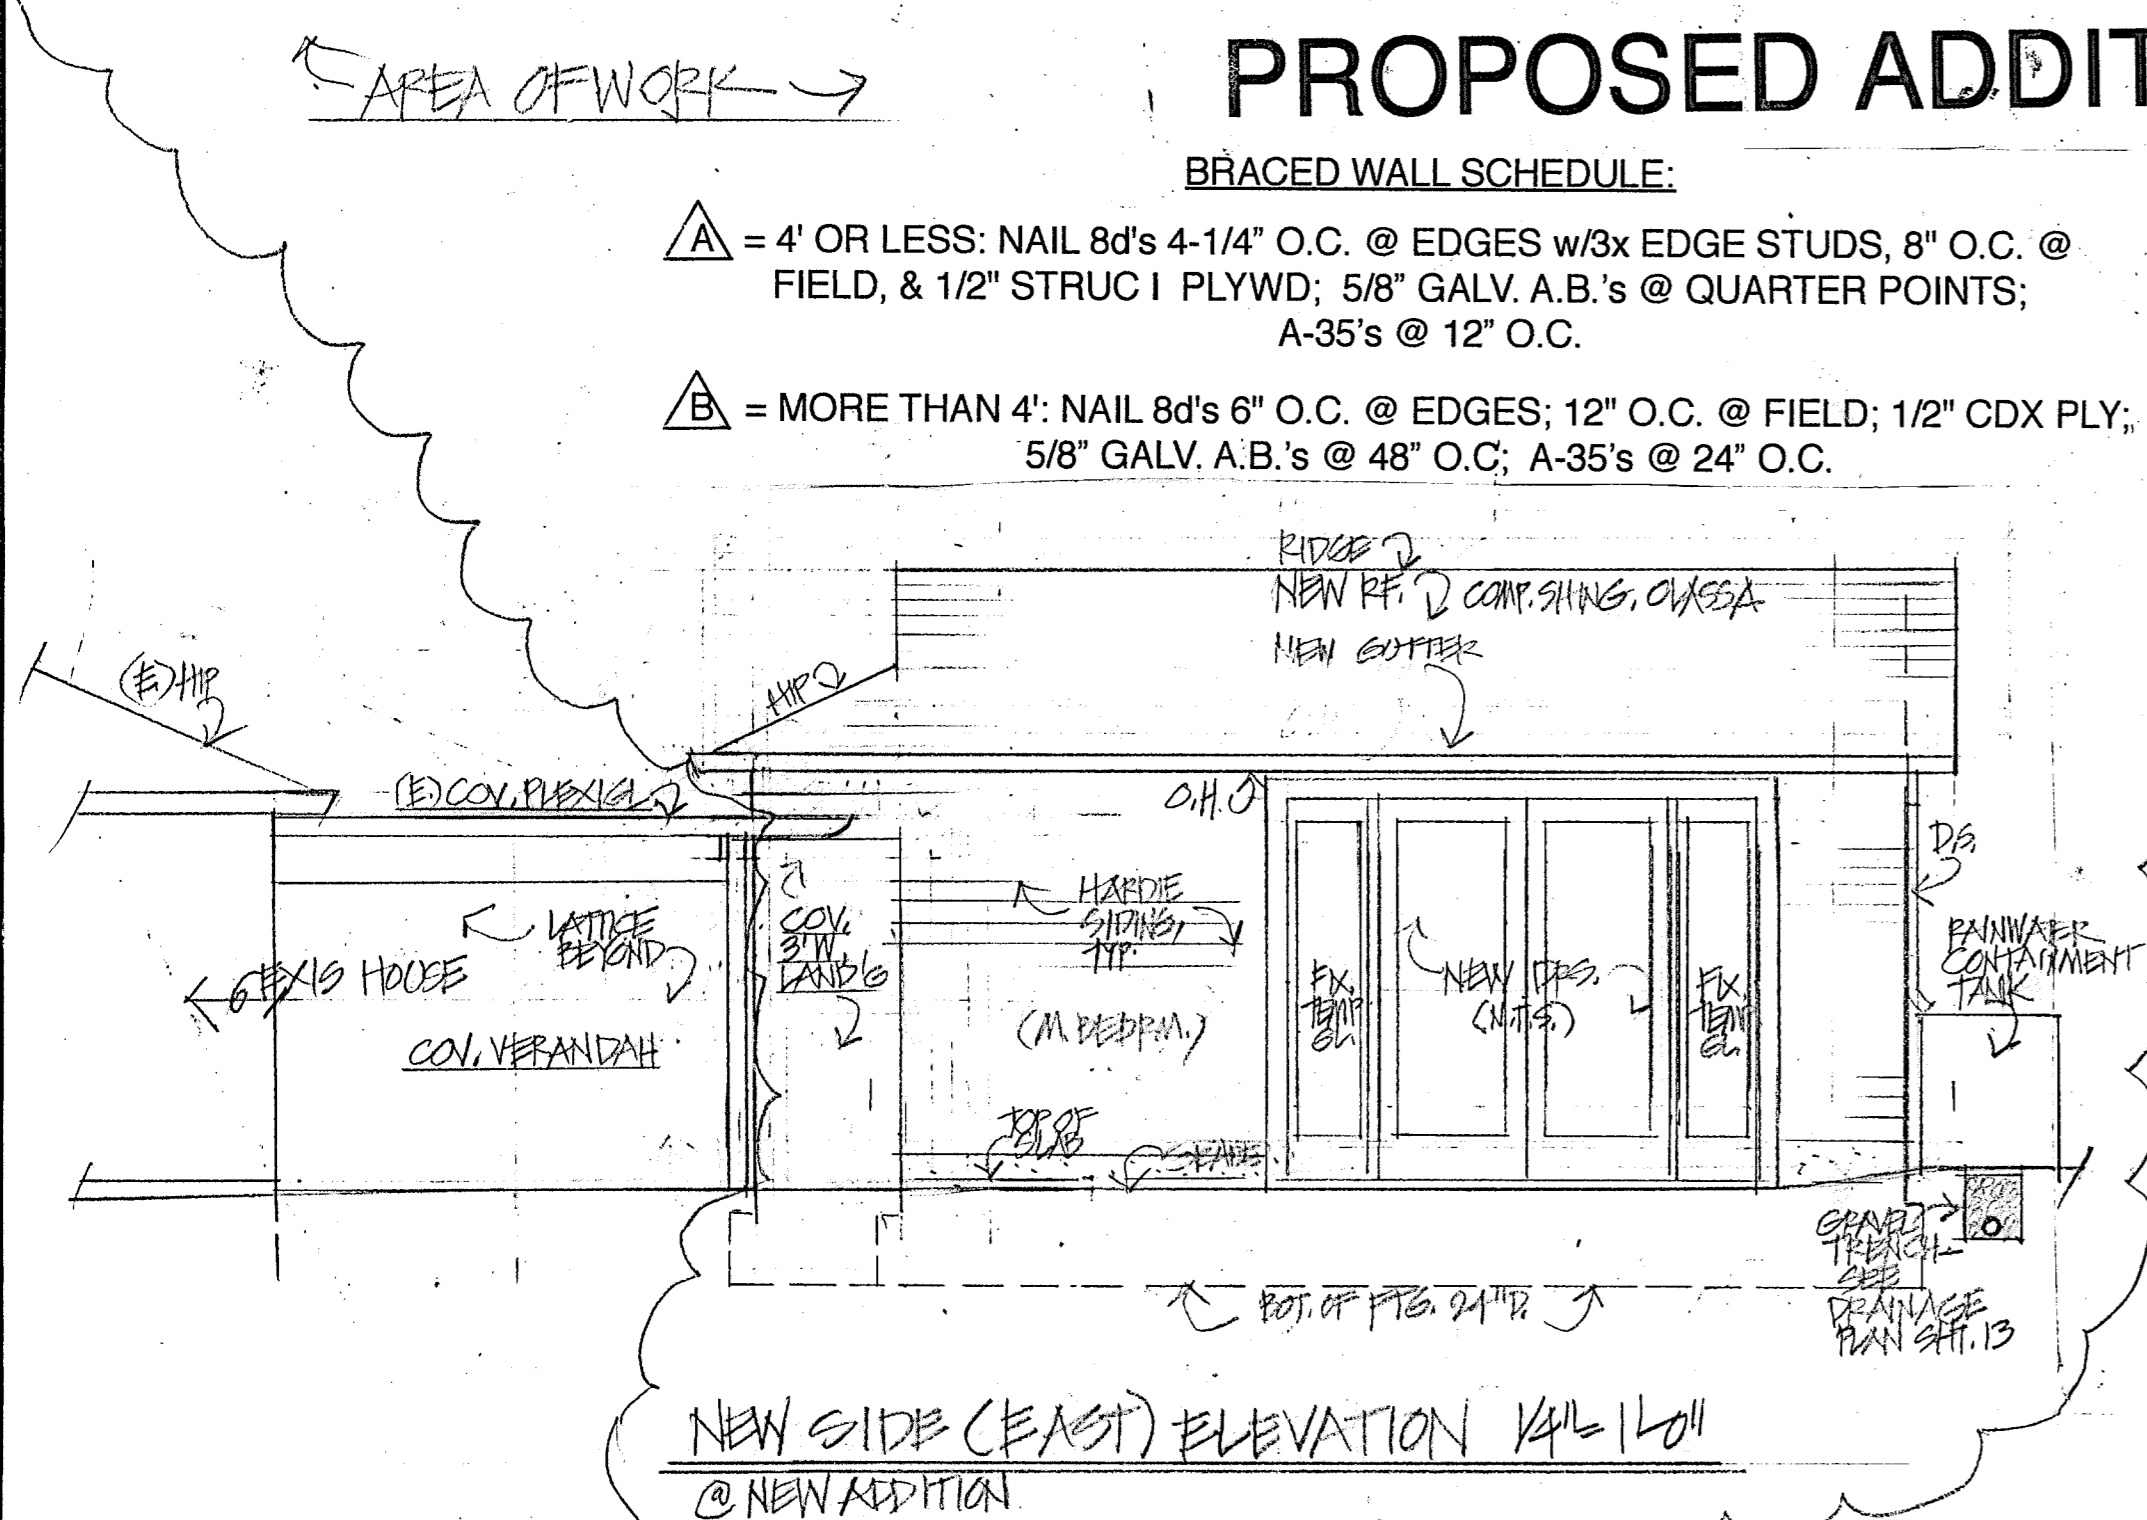 AREA OF WORK
PROPOSED ADDIT
BRACED WALL SCHEDULE:
A = 4' OR LESS: NAIL 8d's 4-1/4" O.C. @ EDGES w/3x EDGE STUDS, 8" O.C. @
FIELD, & 1/2" STRUC I PLYWD; 5/8" GALV. A.B.'s @ QUARTER POINTS;
A-35's @ 12" O.C.
B = MORE THAN 4': NAIL 8d's 6" O.C. @ EDGES; 12" O.C. @ FIELD; 1/2" CDX PLY;
5/8" GALV. A.B.'s @ 48" O.C; A-35's @ 24" O.C.
RIDGE
NEW RF. COMP. SHING. CLASS A
NEW GUTTER
(E) HIP
HIP
(E) COV. PLEXIGL
O.H.
D.S.
LATTICE
BEYOND
COV.
3'W.
LAND'G
HARDIE
SIDING,
TYP.
RAINWATER
CONTAINMENT
TANK
EXIS HOUSE
FIX.
TEMP
GL.
NEW DRS.
(N.T.S.)
FIX.
TEMP
GL.
COV. VERANDAH
(M. BEDRM.)
TOP OF
SLAB
GRADE
GRAVEL
TRENCH -
SEE
DRAINAGE
PLAN SHT. 13
BOT. OF FTG. 24" D.
NEW SIDE (EAST) ELEVATION 1/4"=1'-0"
@ NEW ADDITION